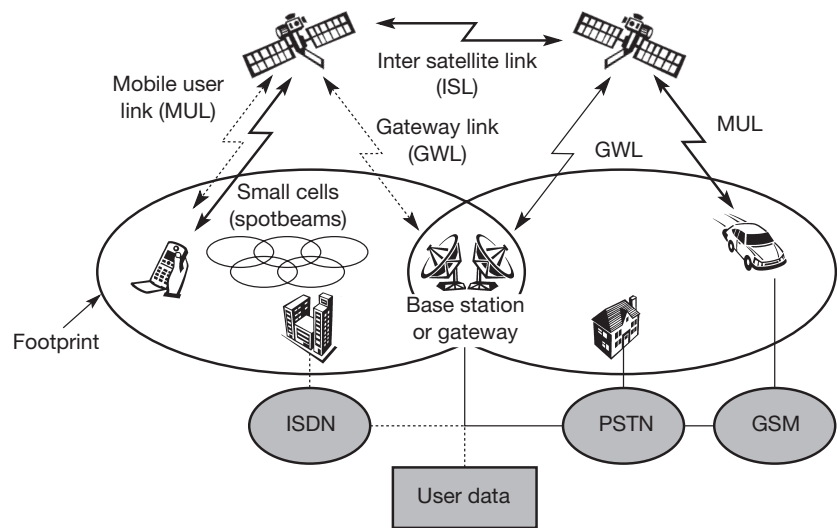 Inter satellite link
(ISL)
Mobile user
link (MUL)
Gateway link
(GWL)
MUL
GWL
Small cells
(spotbeams)
Base station
or gateway
Footprint
ISDN
PSTN
GSM
User data